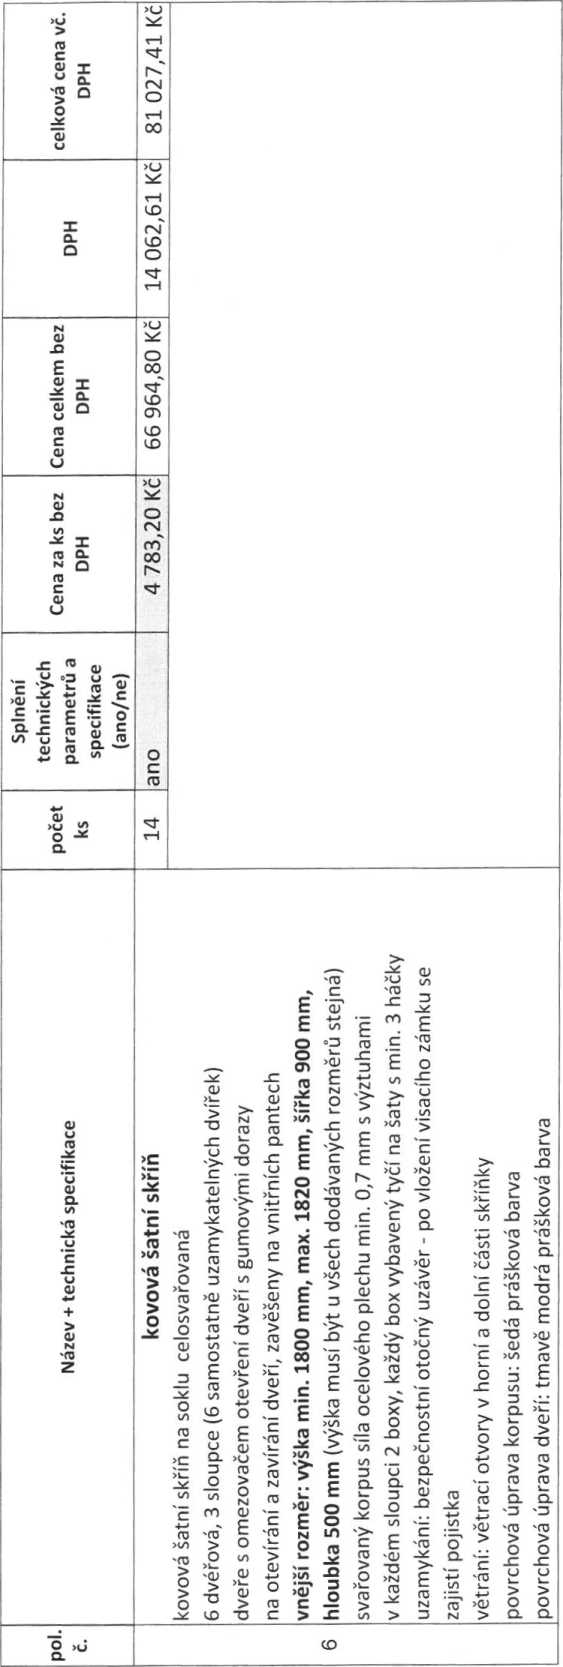 pol.
č.
Název + technická specifikace
počet
ks
Splnění
technických
parametrů a
specifikace
(ano/ne)
Cena za ks bez
DPH
Cena celkem bez
DPH
DPH
celková cena vč.
DPH
6
kovová šatní skříň
14
ano
4 783,20 Kč
66 964,80 Kč
14 062,61 Kč
81 027,41 Kč
kovová šatní skříň na soklu celosvařovaná
6 dvéřová, 3 sloupce (6 samostatně uzamykatelných dvířek)
dveře s omezovačem otevření dveří s gumovými dorazy
na otevírání a zavírání dveří, zavěšeny na vnitřních pantech
vnější rozměr: výška min. 1800 mm, max. 1820 mm, šířka 900 mm,
hloubka 500 mm (výška musí být u všech dodávaných rozměrů stejná)
svařovaný korpus síla ocelového plechu min. 0,7 mm s výztuhami
v každém sloupci 2 boxy, každý box vybavený tyčí na šaty s min. 3 háčky
uzamykání: bezpečnostní otočný uzávěr - po vložení visacího zámku se
zajistí pojistka
větrání: větrací otvory v horní a dolní části skříňky
povrchová úprava korpusu: šedá prášková barva
povrchová úprava dveří: tmavě modrá prášková barva